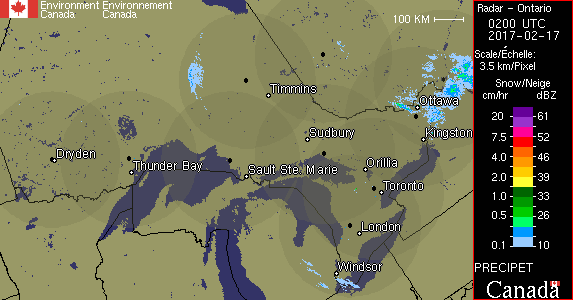 Environment Environnement
Canada Canada
100 KM
Radar - Ontario
0200 UTC
2017-02-17
Scale/Échelle:
3.5 km/Pixel
Snow/Neige
cm/hr dBZ
20 61
7.5 52
4.0 46
2.0 39
1.0 33
0.5 26
0.1 10
PRECIPET
Canada
Timmins
Ottawa
Sudbury
Kingston
Dryden
Thunder Bay
Sault Ste. Marie
Orillia
Toronto
London
Windsor